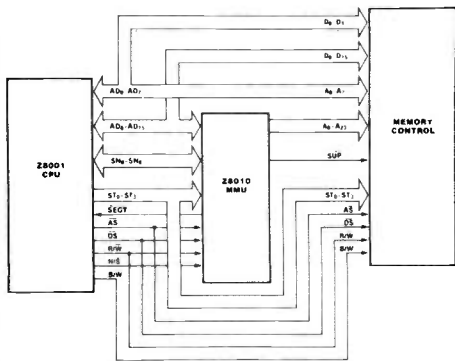 D₀-D₇
D₈-D₁₅
AD₀-AD₇
A₀-A₇
AD₈-AD₁₅
A₈-A₂₃
MEMORY
CONTROL
Z8001
CPU
SN₀-SN₆
Z8010
MMU
SUP
ST₀-ST₃
ST₀-ST₃
SEGT
AS
AS
DS
DS
R/W
R/W
N/S
B/W
B/W